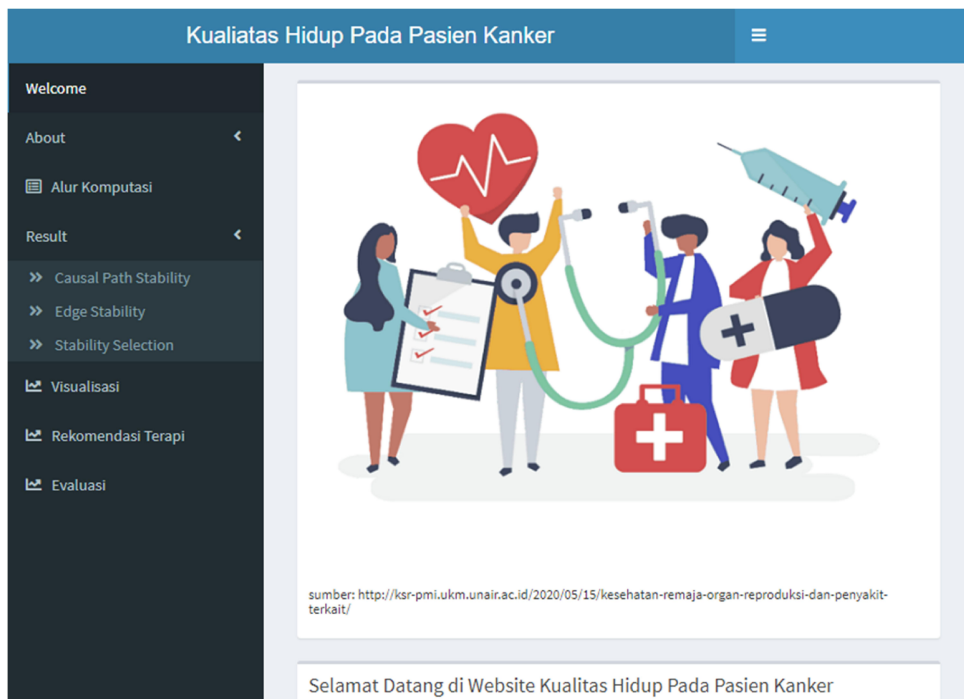 Kualiatas Hidup Pada Pasien Kanker
Welcome
About
Alur Komputasi
Result
Causal Path Stability
Edge Stability
Stability Selection
Visualisasi
Rekomendasi Terapi
Evaluasi
sumber: http://ksr-pmi.ukm.unair.ac.id/2020/05/15/kesehatan-remaja-organ-reproduksi-dan-penyakit-
terkait/
Selamat Datang di Website Kualitas Hidup Pada Pasien Kanker